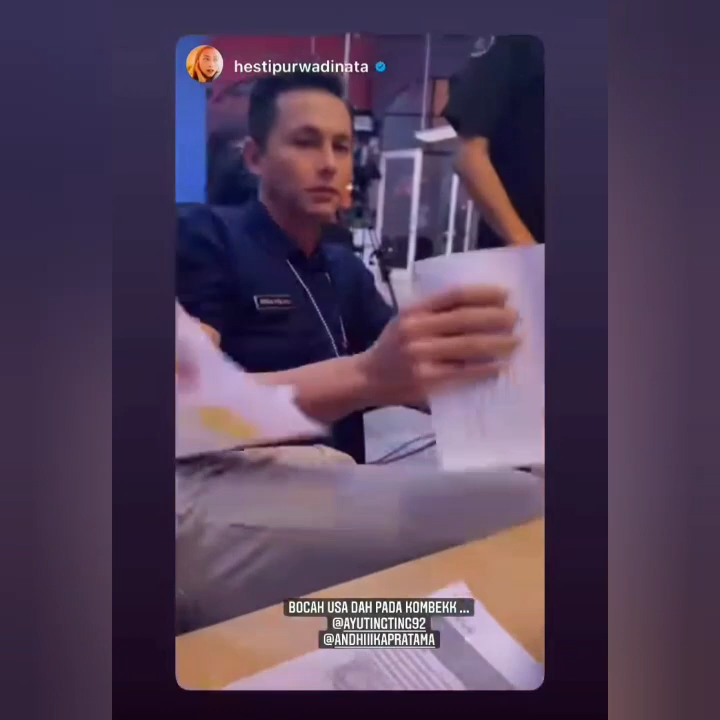 hestipurwadinata
BOCAH USA DAH PADA KOMBEKK ...
@AYUTINGTING92
@ANDHIIIKAPRATAMA